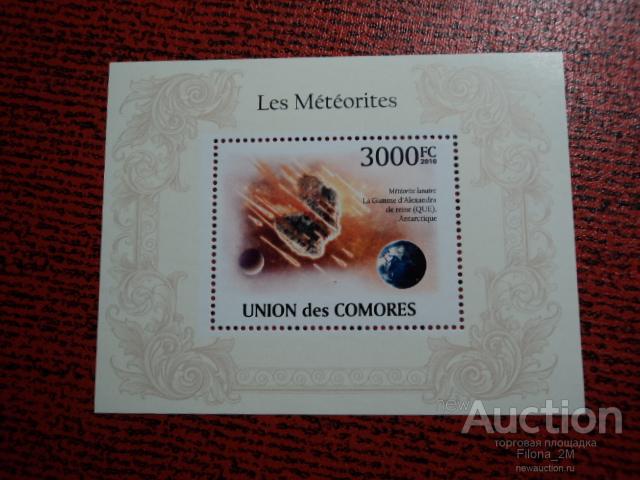 Les Météorites
3000FC
2010
Météorite lunaire
La Gamme d'Alexandra
de reine (QUE),
Antarctique
UNION des COMORES
newAuction
торговая площадка
Filona_2M
newauction.ru